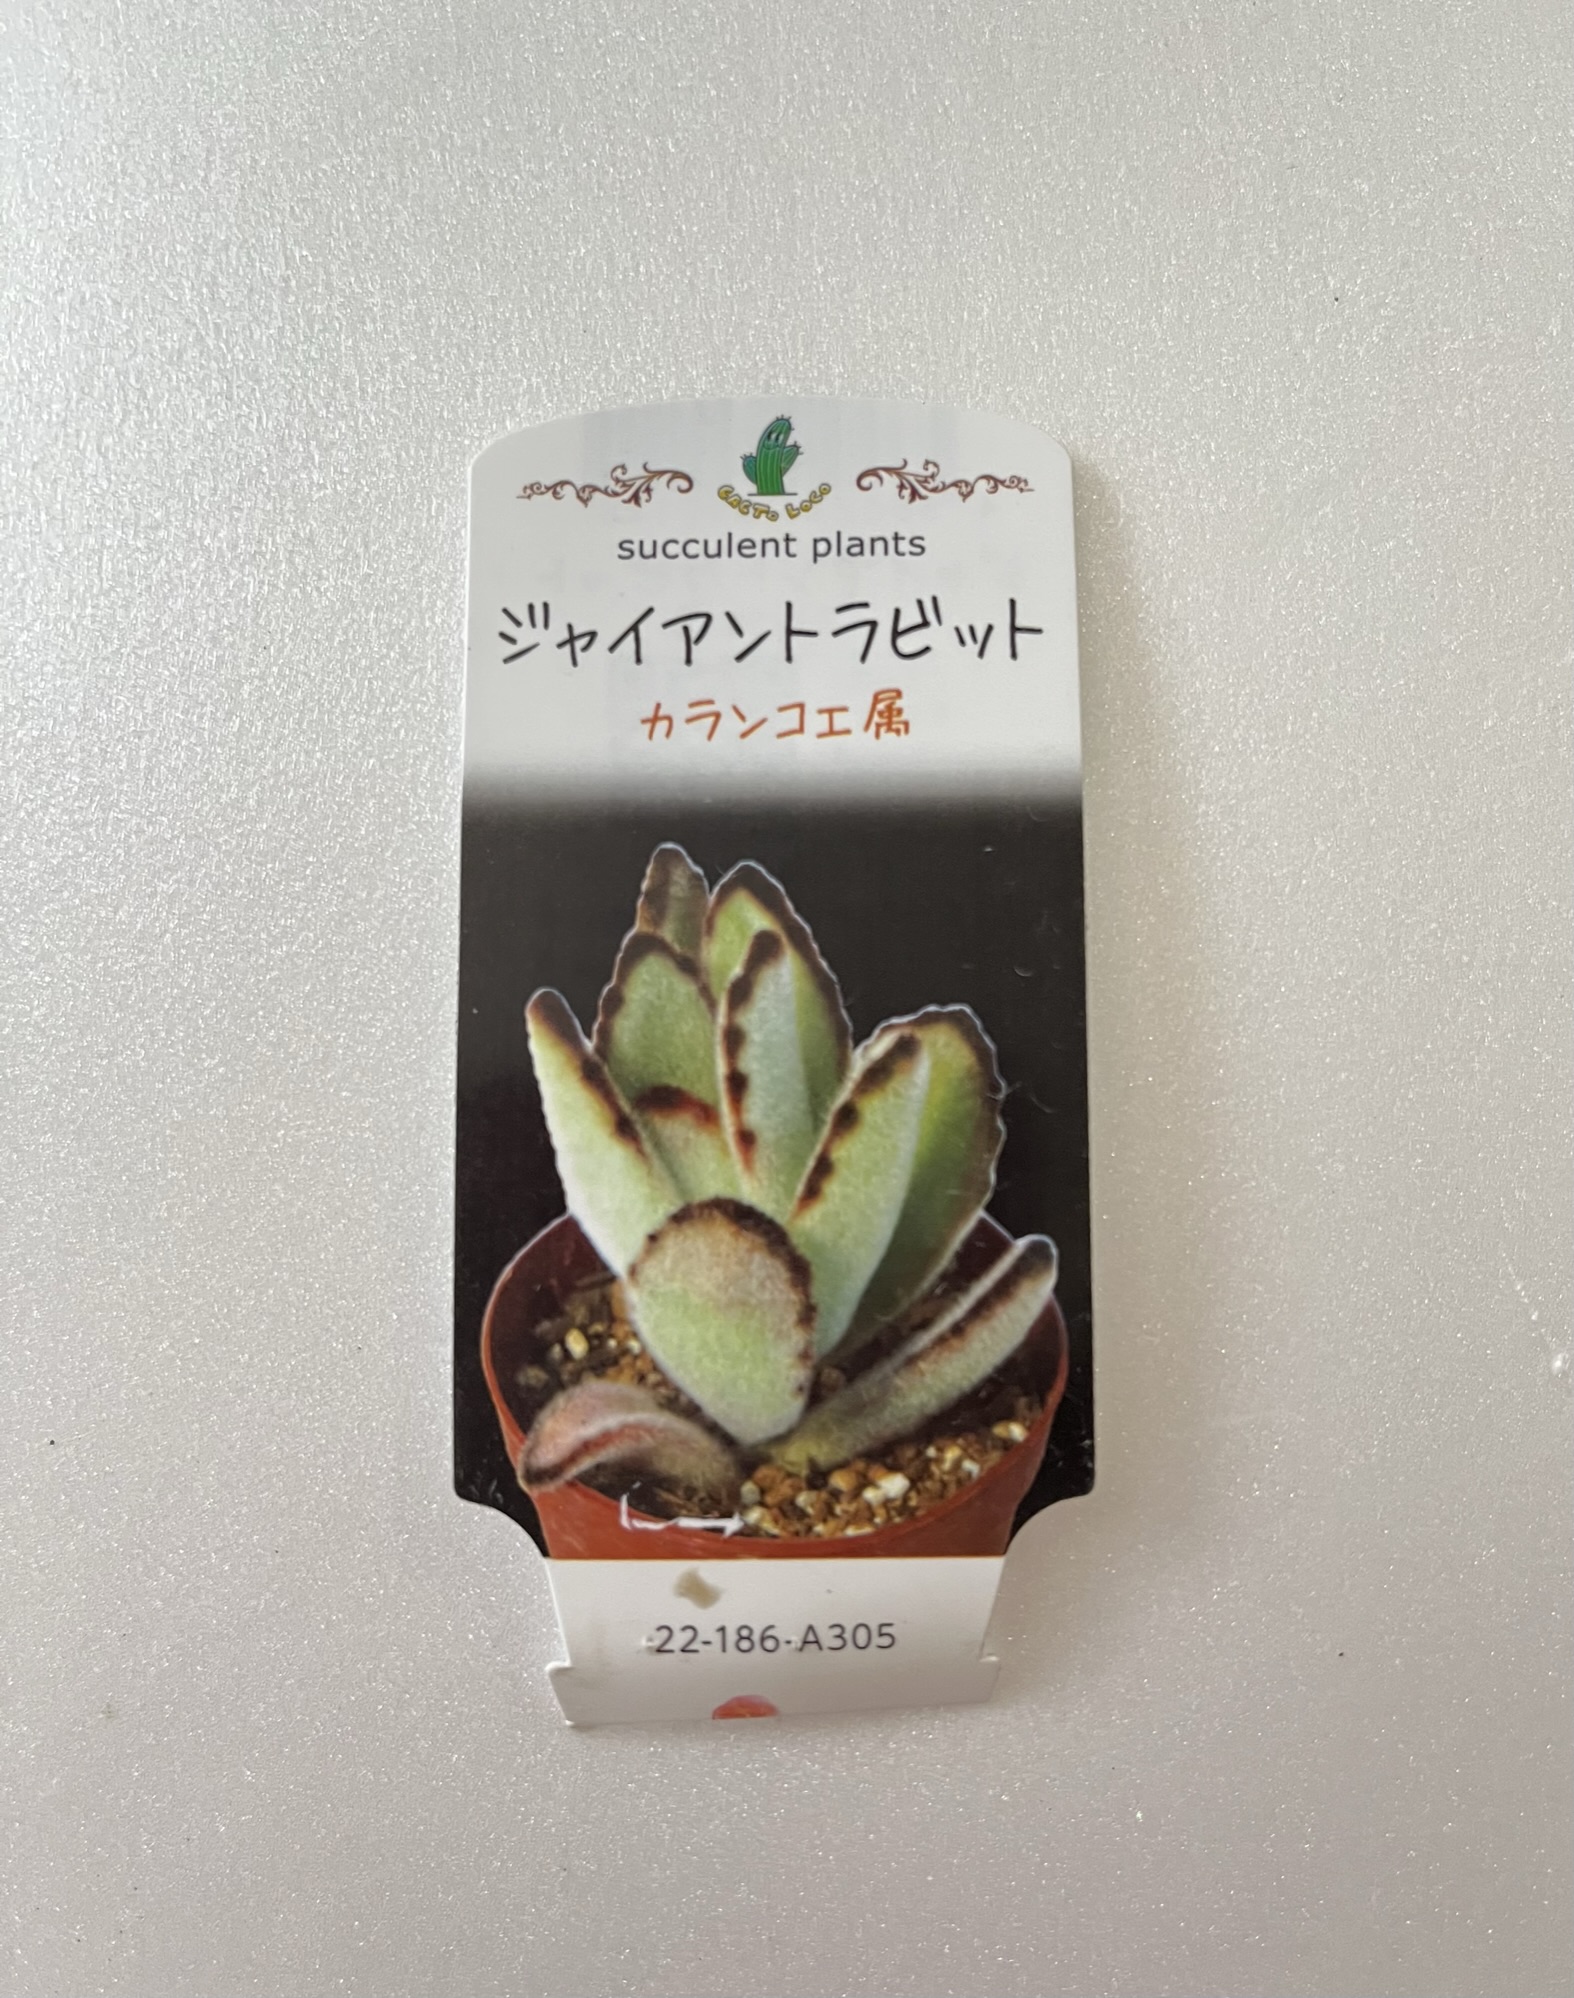 CACTO LOCO
succulent plants
ジャイアントラビット
カランコエ属
22-186-A305